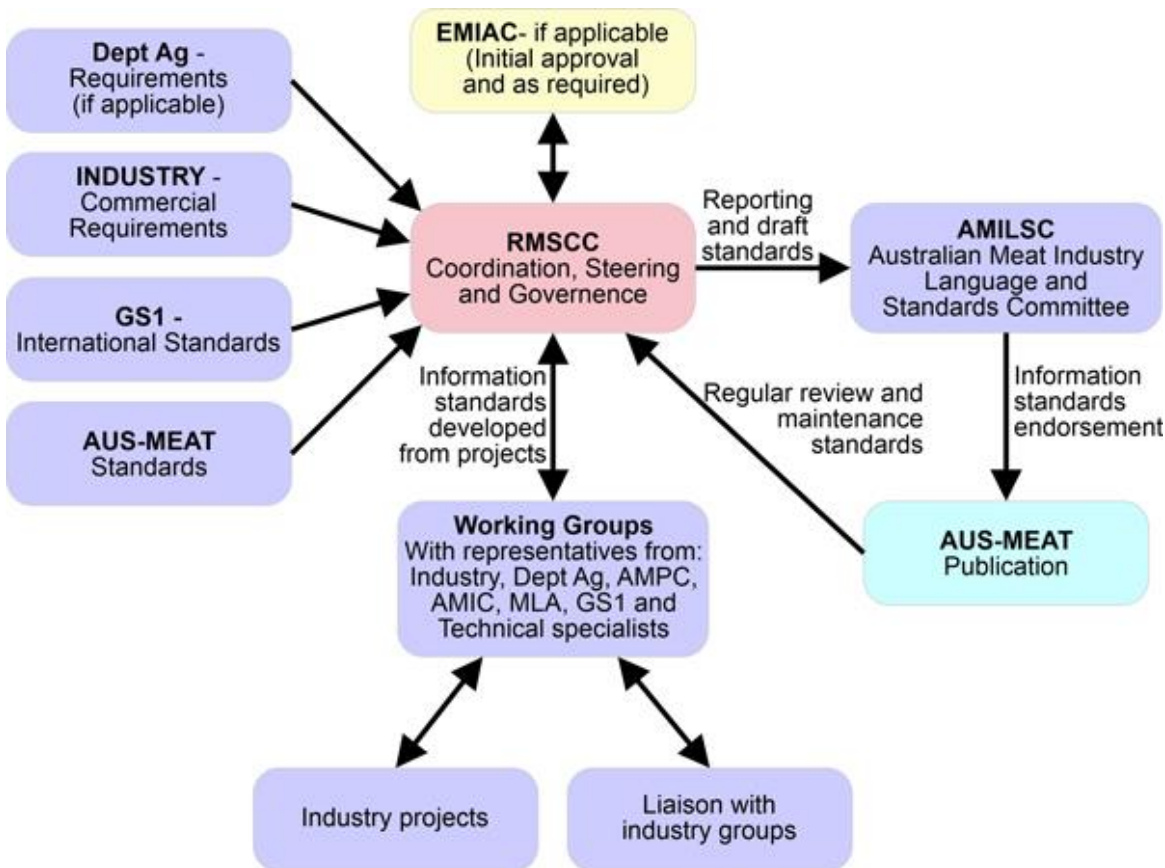 Dept Ag -
Requirements
(if applicable)
EMIAC- if applicable
(Initial approval
and as required)
INDUSTRY -
Commercial
Requirements
GS1 -
International Standards
AUS-MEAT
Standards
RMSCC
Coordination, Steering
and Governence
Reporting
and draft
standards
AMILSC
Australian Meat Industry
Language and
Standards Committee
Information
standards
developed
from projects
Regular review and
maintenance
standards
Information
standards
endorsement
Working Groups
With representatives from:
Industry, Dept Ag, AMPC,
AMIC, MLA, GS1 and
Technical specialists
AUS-MEAT
Publication
Industry projects
Liaison with
industry groups